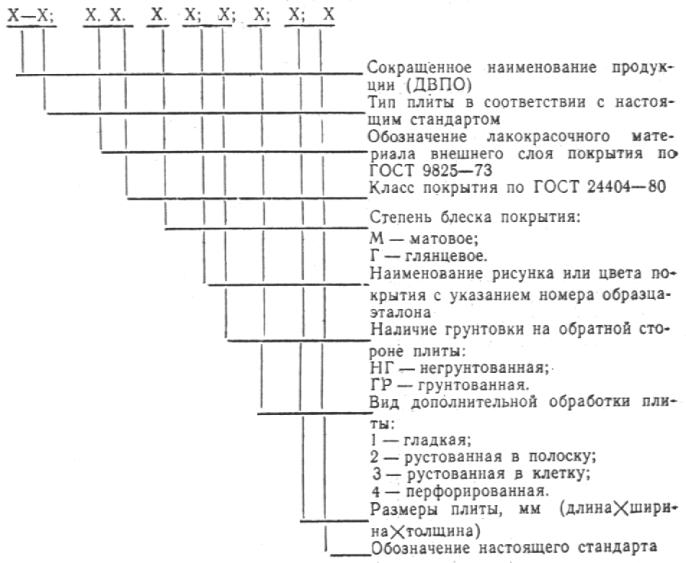 Х—Х; Х. Х. Х. Х; Х; Х; Х; Х
Сокращенное наименование продук-
ции (ДВПО)
Тип плиты в соответствии с настоя-
щим стандартом
Обозначение лакокрасочного мате-
риала внешнего слоя покрытия по
ГОСТ 9825—73
Класс покрытия по ГОСТ 24404—80
Степень блеска покрытия:
М — матовое;
Г — глянцевое.
Наименование рисунка или цвета по-
крытия с указанием номера образца-
эталона
Наличие грунтовки на обратной сто-
роне плиты:
НГ — негрунтованная;
ГР — грунтованная.
Вид дополнительной обработки пли-
ты:
1 — гладкая;
2 — рустованная в полоску;
3 — рустованная в клетку;
4 — перфорированная.
Размеры плиты, мм (длина×шири-
на×толщина)
Обозначение настоящего стандарта